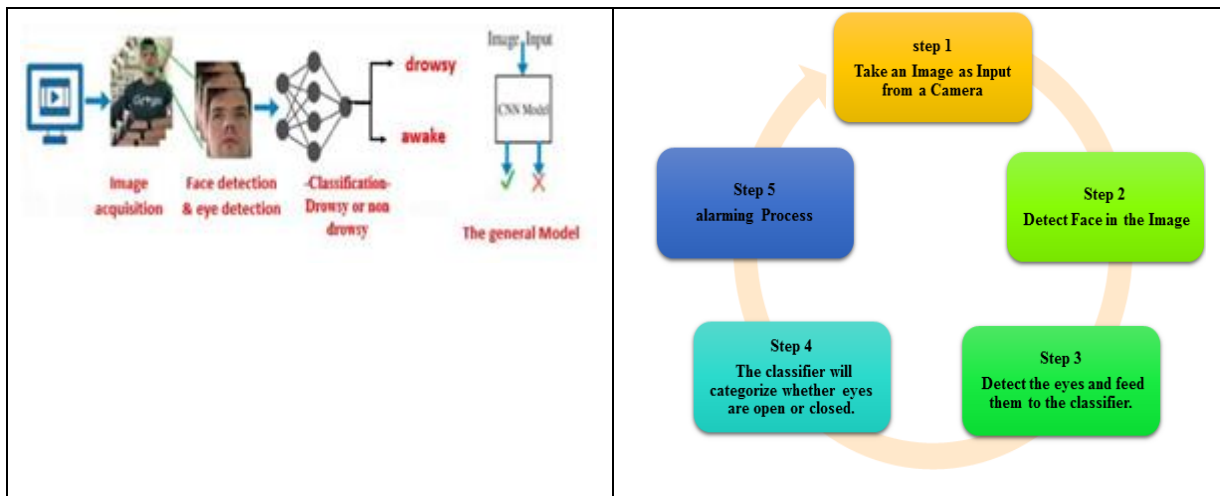 drowsy
awake
Image
acquisition
Face detection
& eye detection
-Classification-
Drowsy or non
drowsy
Image Input
CNN Model
The general Model
step 1
Take an Image as Input
from a Camera
Step 2
Detect Face in the Image
Step 3
Detect the eyes and feed
them to the classifier.
Step 4
The classifier will
categorize whether eyes
are open or closed.
Step 5
alarming Process